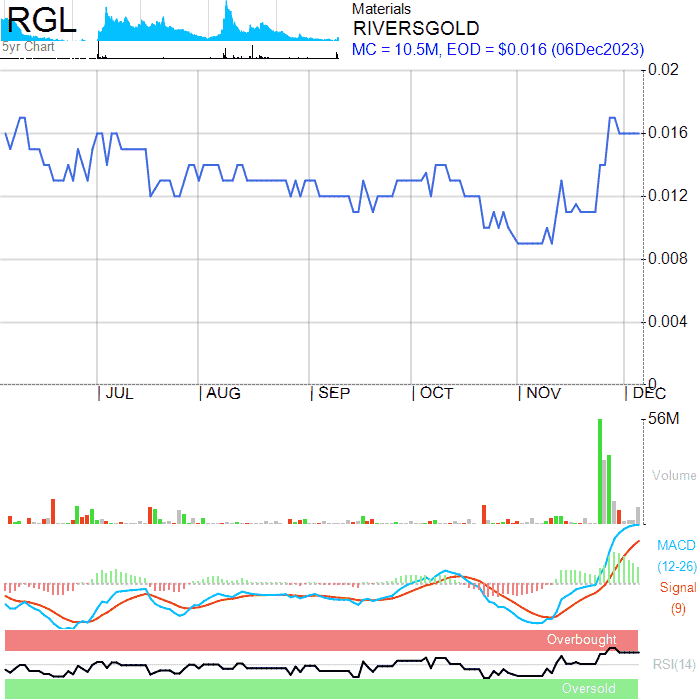 RGL
5yr Chart
Materials
RIVERSGOLD
MC = 10.5M, EOD = $0.016 (06Dec2023)
0.02
0.016
0.012
0.008
0.004
0
JUL AUG SEP OCT NOV DEC
56M
Volume
MACD
(12-26)
Signal
(9)
Overbought
RSI(14)
Oversold